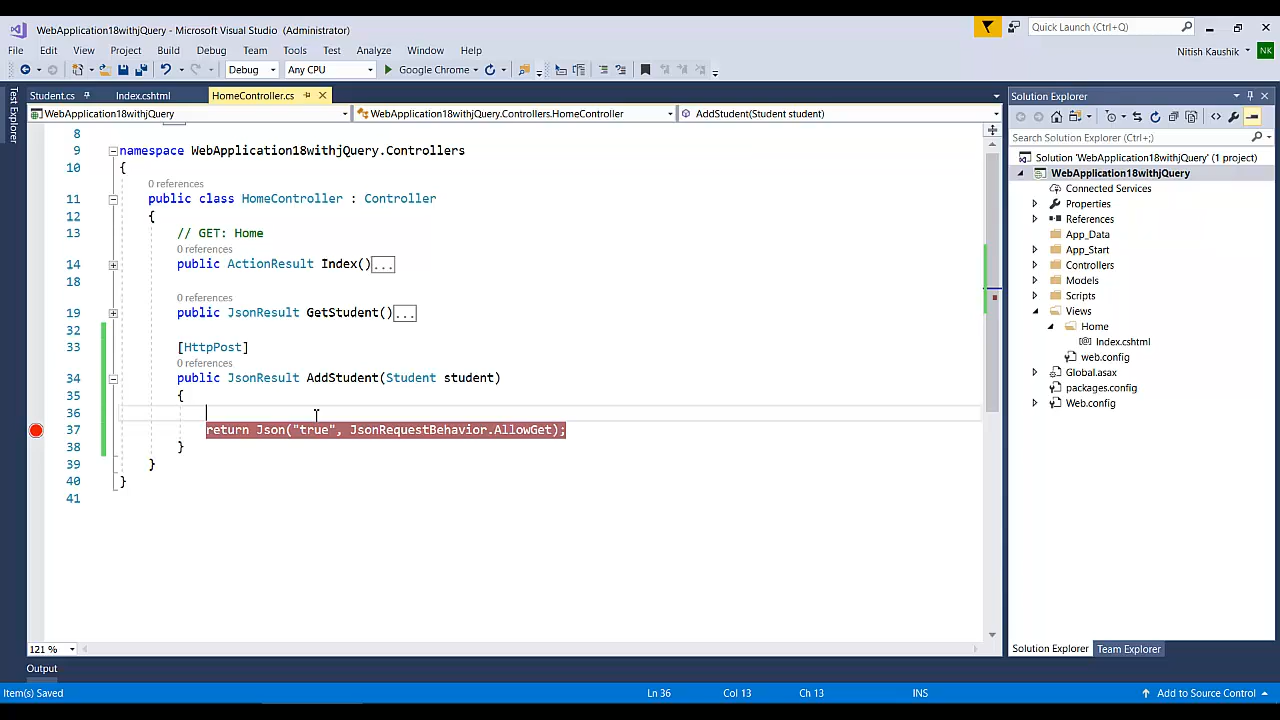 WebApplication18withjQuery - Microsoft Visual Studio (Administrator)
Quick Launch (Ctrl+Q)
File Edit View Project Build Debug Team Tools Test Analyze Window Help
Nitish Kaushik
NK
Debug Any CPU Google Chrome
Test Explorer
Student.cs Index.cshtml HomeController.cs
WebApplication18withjQuery WebApplication18withjQuery.Controllers.HomeController AddStudent(Student student)
8
9 namespace WebApplication18withjQuery.Controllers
10 {
0 references
11 public class HomeController : Controller
12 {
13 // GET: Home
0 references
14 public ActionResult Index()...
18
0 references
19 public JsonResult GetStudent()...
32
33 [HttpPost]
0 references
34 public JsonResult AddStudent(Student student)
35 {
36
37 return Json("true", JsonRequestBehavior.AllowGet);
38 }
39 }
40 }
41
121 %
Output
Solution Explorer
Search Solution Explorer (Ctrl+;)
Solution 'WebApplication18withjQuery' (1 project)
WebApplication18withjQuery
Connected Services
Properties
References
App_Data
App_Start
Controllers
Models
Scripts
Views
Home
Index.cshtml
web.config
Global.asax
packages.config
Web.config
Solution Explorer Team Explorer
Item(s) Saved Ln 36 Col 13 Ch 13 INS Add to Source Control